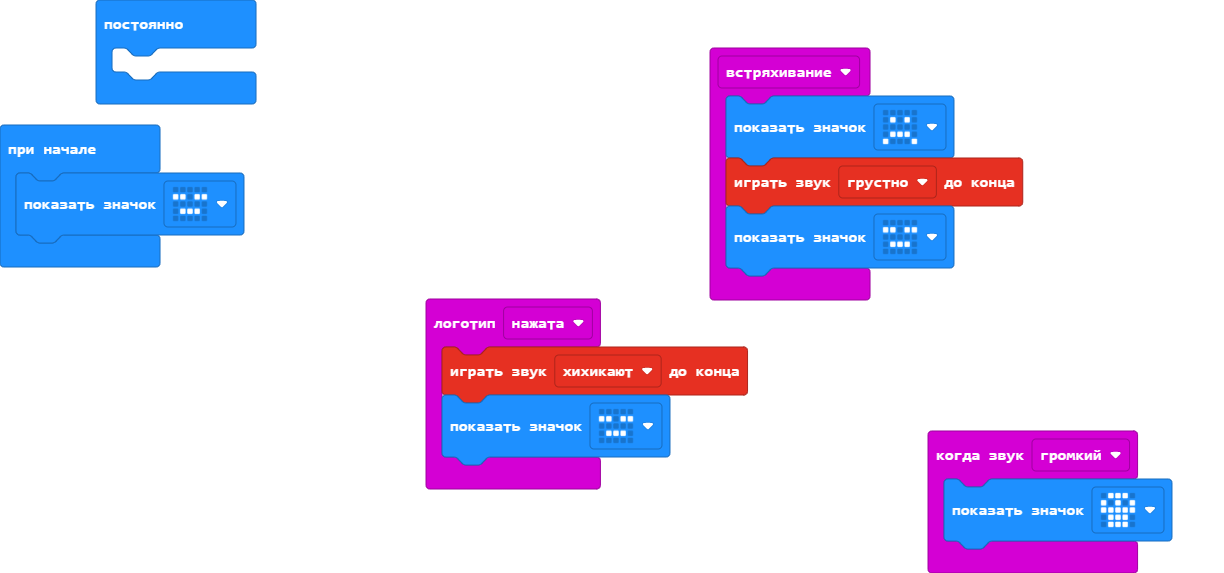 постоянно
при начале
показать значок
встряхивание
показать значок
играть звук грустно до конца
показать значок
логотип нажата
играть звук хихикают до конца
показать значок
когда звук громкий
показать значок